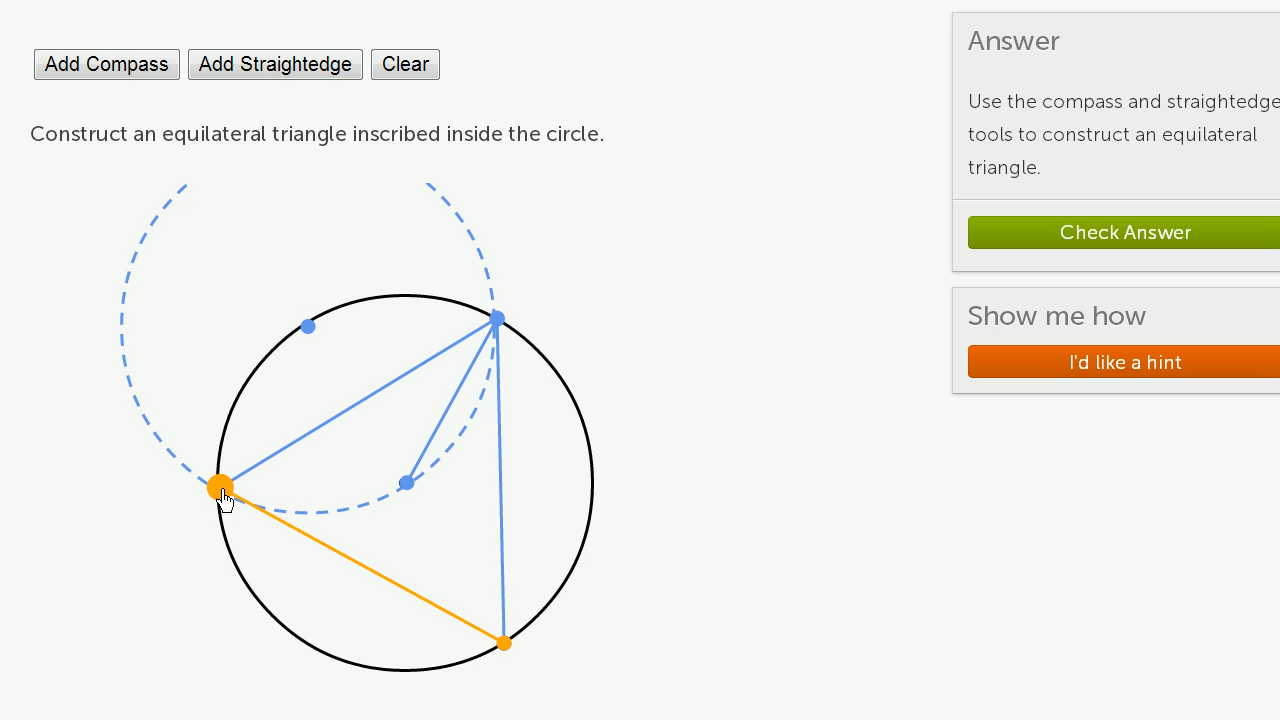 Add Compass Add Straightedge Clear
Construct an equilateral triangle inscribed inside the circle.
Answer
Use the compass and straightedge
tools to construct an equilateral
triangle.
Check Answer
Show me how
I'd like a hint